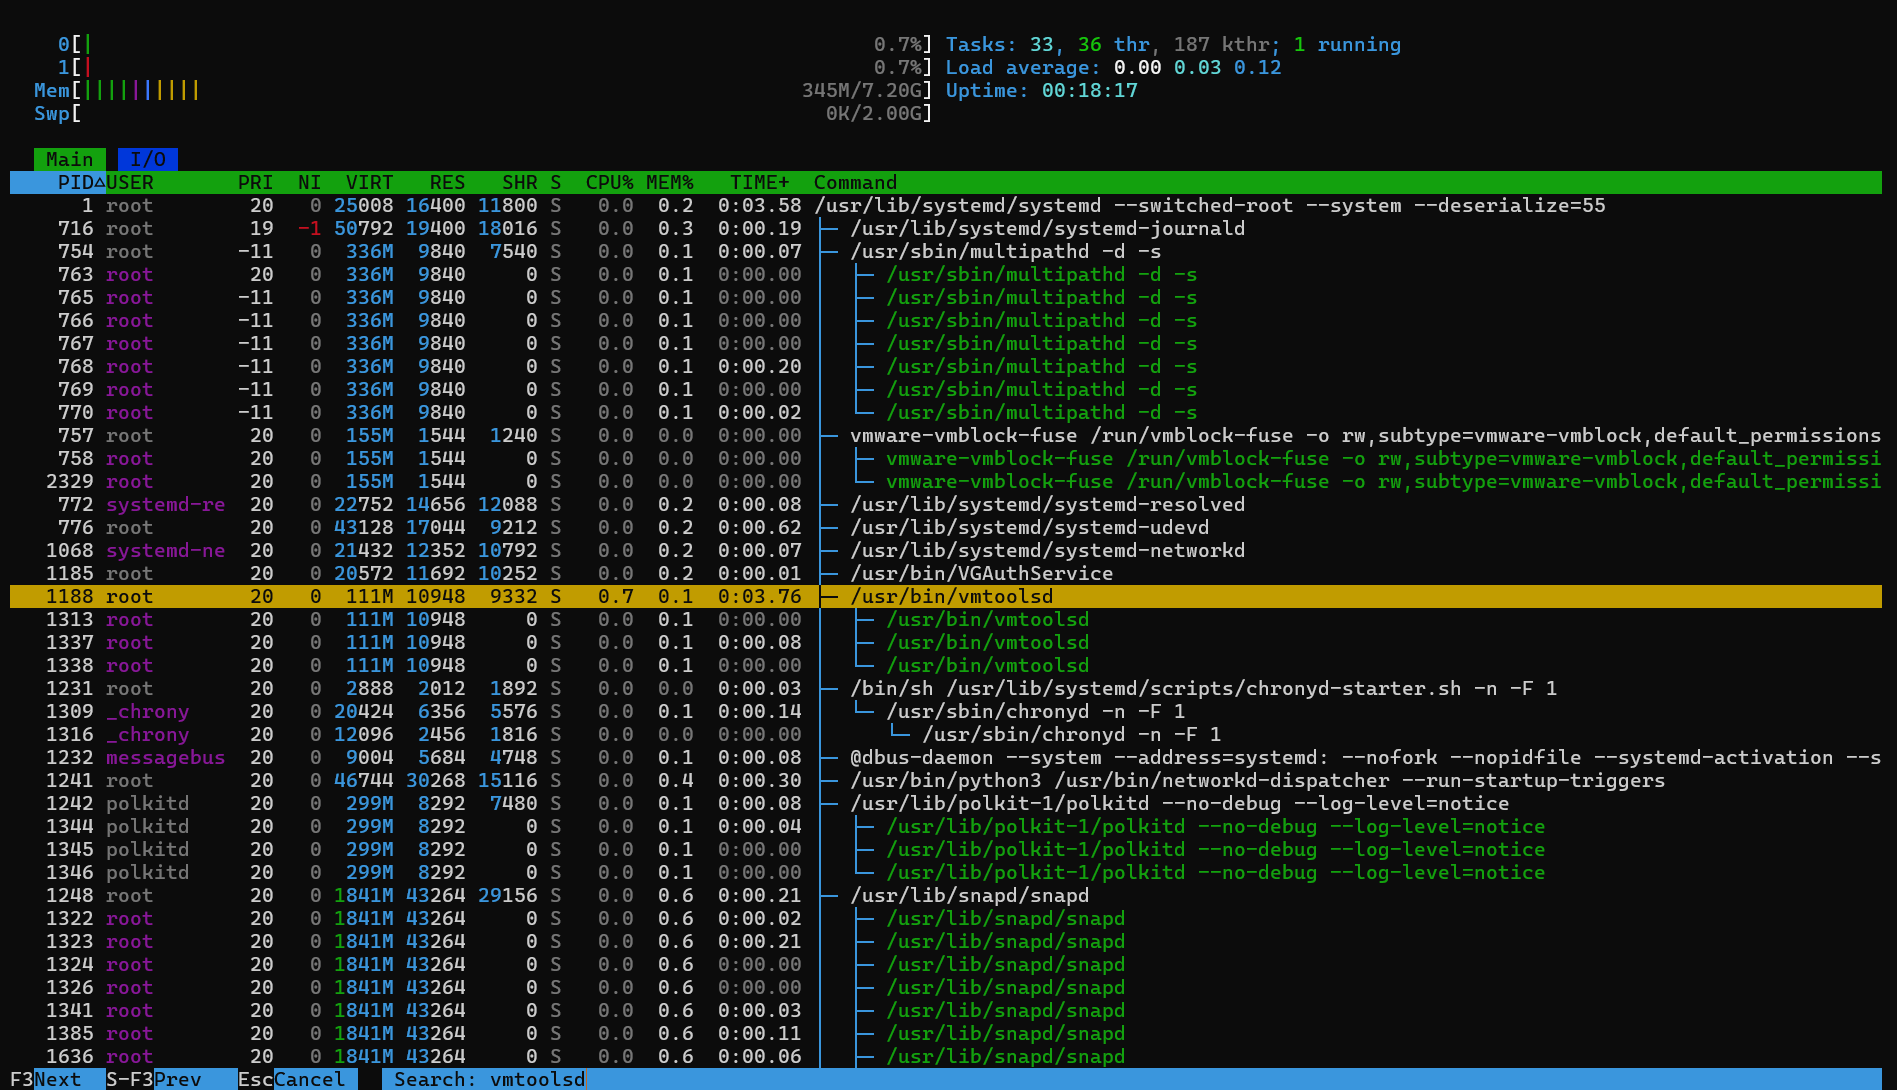 0[| 0.7%] Tasks: 33, 36 thr, 187 kthr; 1 running
1[| 0.7%] Load average: 0.00 0.03 0.12
Mem[|||||||||| 345M/7.20G] Uptime: 00:18:17
Swp[ 0K/2.00G]
Main I/O
PID△USER PRI NI VIRT RES SHR S CPU% MEM% TIME+ Command
1 root 20 0 25008 16400 11800 S 0.0 0.2 0:03.58 /usr/lib/systemd/systemd --switched-root --system --deserialize=55
716 root 19 -1 50792 19400 18016 S 0.0 0.3 0:00.19 ├─ /usr/lib/systemd/systemd-journald
754 root -11 0 336M 9840 7540 S 0.0 0.1 0:00.07 ├─ /usr/sbin/multipathd -d -s
763 root 20 0 336M 9840 0 S 0.0 0.1 0:00.00 │ ├─ /usr/sbin/multipathd -d -s
765 root -11 0 336M 9840 0 S 0.0 0.1 0:00.00 │ ├─ /usr/sbin/multipathd -d -s
766 root -11 0 336M 9840 0 S 0.0 0.1 0:00.00 │ ├─ /usr/sbin/multipathd -d -s
767 root -11 0 336M 9840 0 S 0.0 0.1 0:00.00 │ ├─ /usr/sbin/multipathd -d -s
768 root -11 0 336M 9840 0 S 0.0 0.1 0:00.20 │ ├─ /usr/sbin/multipathd -d -s
769 root -11 0 336M 9840 0 S 0.0 0.1 0:00.00 │ ├─ /usr/sbin/multipathd -d -s
770 root -11 0 336M 9840 0 S 0.0 0.1 0:00.02 │ └─ /usr/sbin/multipathd -d -s
757 root 20 0 155M 1544 1240 S 0.0 0.0 0:00.00 ├─ vmware-vmblock-fuse /run/vmblock-fuse -o rw,subtype=vmware-vmblock,default_permissions
758 root 20 0 155M 1544 0 S 0.0 0.0 0:00.00 │ ├─ vmware-vmblock-fuse /run/vmblock-fuse -o rw,subtype=vmware-vmblock,default_permissi
2329 root 20 0 155M 1544 0 S 0.0 0.0 0:00.00 │ └─ vmware-vmblock-fuse /run/vmblock-fuse -o rw,subtype=vmware-vmblock,default_permissi
772 systemd-re 20 0 22752 14656 12088 S 0.0 0.2 0:00.08 ├─ /usr/lib/systemd/systemd-resolved
776 root 20 0 43128 17044 9212 S 0.0 0.2 0:00.62 ├─ /usr/lib/systemd/systemd-udevd
1068 systemd-ne 20 0 21432 12352 10792 S 0.0 0.2 0:00.07 ├─ /usr/lib/systemd/systemd-networkd
1185 root 20 0 20572 11692 10252 S 0.0 0.2 0:00.01 ├─ /usr/bin/VGAuthService
1188 root 20 0 111M 10948 9332 S 0.7 0.1 0:03.76 ├─ /usr/bin/vmtoolsd
1313 root 20 0 111M 10948 0 S 0.0 0.1 0:00.00 │ ├─ /usr/bin/vmtoolsd
1337 root 20 0 111M 10948 0 S 0.0 0.1 0:00.08 │ ├─ /usr/bin/vmtoolsd
1338 root 20 0 111M 10948 0 S 0.0 0.1 0:00.00 │ └─ /usr/bin/vmtoolsd
1231 root 20 0 2888 2012 1892 S 0.0 0.0 0:00.03 ├─ /bin/sh /usr/lib/systemd/scripts/chronyd-starter.sh -n -F 1
1309 _chrony 20 0 20424 6356 5576 S 0.0 0.1 0:00.14 │ └─ /usr/sbin/chronyd -n -F 1
1316 _chrony 20 0 12096 2456 1816 S 0.0 0.0 0:00.00 │ └─ /usr/sbin/chronyd -n -F 1
1232 messagebus 20 0 9004 5684 4748 S 0.0 0.1 0:00.08 ├─ @dbus-daemon --system --address=systemd: --nofork --nopidfile --systemd-activation --s
1241 root 20 0 46744 30268 15116 S 0.0 0.4 0:00.30 ├─ /usr/bin/python3 /usr/bin/networkd-dispatcher --run-startup-triggers
1242 polkitd 20 0 299M 8292 7480 S 0.0 0.1 0:00.08 ├─ /usr/lib/polkit-1/polkitd --no-debug --log-level=notice
1344 polkitd 20 0 299M 8292 0 S 0.0 0.1 0:00.04 │ ├─ /usr/lib/polkit-1/polkitd --no-debug --log-level=notice
1345 polkitd 20 0 299M 8292 0 S 0.0 0.1 0:00.00 │ ├─ /usr/lib/polkit-1/polkitd --no-debug --log-level=notice
1346 polkitd 20 0 299M 8292 0 S 0.0 0.1 0:00.00 │ └─ /usr/lib/polkit-1/polkitd --no-debug --log-level=notice
1248 root 20 0 1841M 43264 29156 S 0.0 0.6 0:00.21 ├─ /usr/lib/snapd/snapd
1322 root 20 0 1841M 43264 0 S 0.0 0.6 0:00.02 │ ├─ /usr/lib/snapd/snapd
1323 root 20 0 1841M 43264 0 S 0.0 0.6 0:00.21 │ ├─ /usr/lib/snapd/snapd
1324 root 20 0 1841M 43264 0 S 0.0 0.6 0:00.00 │ ├─ /usr/lib/snapd/snapd
1326 root 20 0 1841M 43264 0 S 0.0 0.6 0:00.00 │ ├─ /usr/lib/snapd/snapd
1341 root 20 0 1841M 43264 0 S 0.0 0.6 0:00.03 │ ├─ /usr/lib/snapd/snapd
1385 root 20 0 1841M 43264 0 S 0.0 0.6 0:00.11 │ ├─ /usr/lib/snapd/snapd
1636 root 20 0 1841M 43264 0 S 0.0 0.6 0:00.06 │ ├─ /usr/lib/snapd/snapd
F3Next S-F3Prev EscCancel Search: vmtoolsd